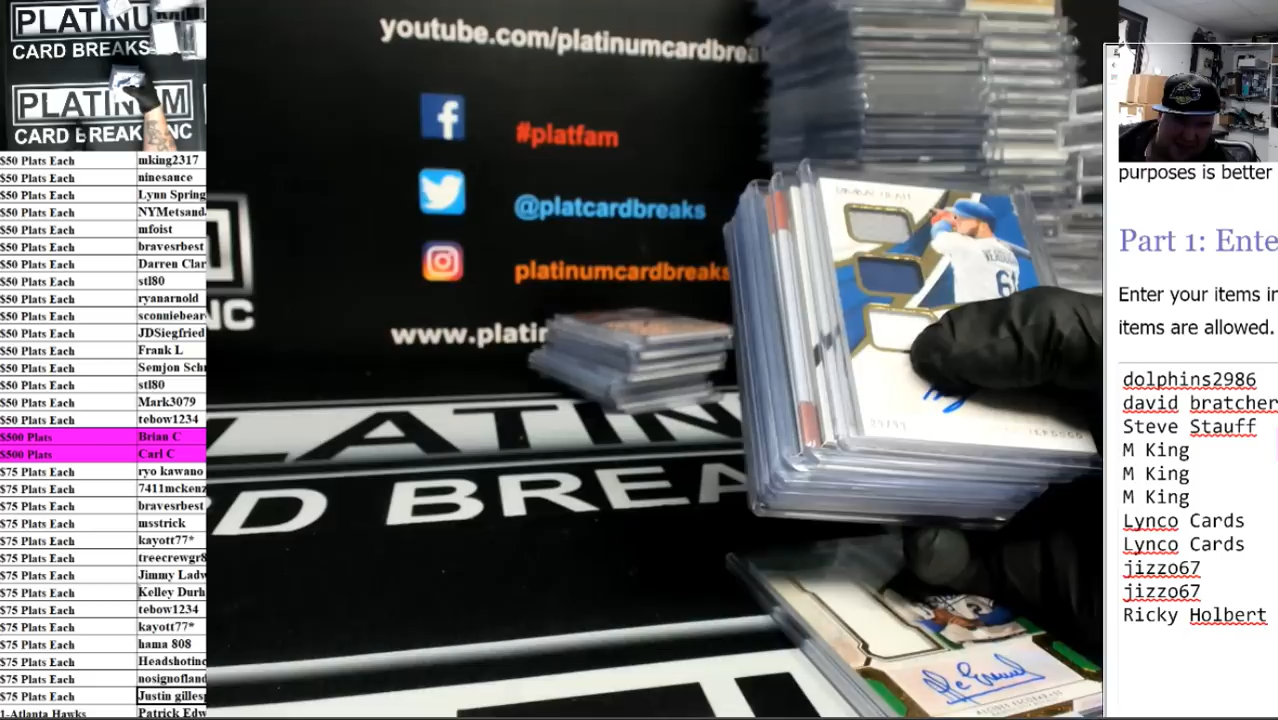 PLATINU
CARD BREAKS
PLATIN M
CARD BREAK INC
$50 Plats Each mking2317
$50 Plats Each ninesauce
$50 Plats Each Lynn Spring
$50 Plats Each NYMetsand
$50 Plats Each mfoist
$50 Plats Each bravesrbest
$50 Plats Each Darren Clar
$50 Plats Each stl80
$50 Plats Each ryanarnold
$50 Plats Each sconniebear
$50 Plats Each JDSiegfried
$50 Plats Each Frank L
$50 Plats Each Semjon Sch
$50 Plats Each stl80
$50 Plats Each Mark3079
$50 Plats Each tebow1234
$500 Plats Brian C
$500 Plats Carl C
$75 Plats Each ryo kawano
$75 Plats Each 7411mckenz
$75 Plats Each bravesrbest
$75 Plats Each msstrick
$75 Plats Each kayott77*
$75 Plats Each treecrewgr8
$75 Plats Each Jimmy Ladw
$75 Plats Each Kelley Durh
$75 Plats Each tebow1234
$75 Plats Each kayott77*
$75 Plats Each hama 808
$75 Plats Each Headshotinc
$75 Plats Each nosignofland
$75 Plats Each Justin gilles
1-Atlanta Hawks Patrick Edw
youtube.com/platinumcardbrea
#platfam
@platcardbreaks
platinumcardbreaks
www.platin
NC
LATIN
D BREA
61
purposes is better
Part 1: Ente
Enter your items in
items are allowed.
dolphins2986
david bratcher
Steve Stauff
M King
M King
M King
Lynco Cards
Lynco Cards
jizzo67
jizzo67
Ricky Holbert